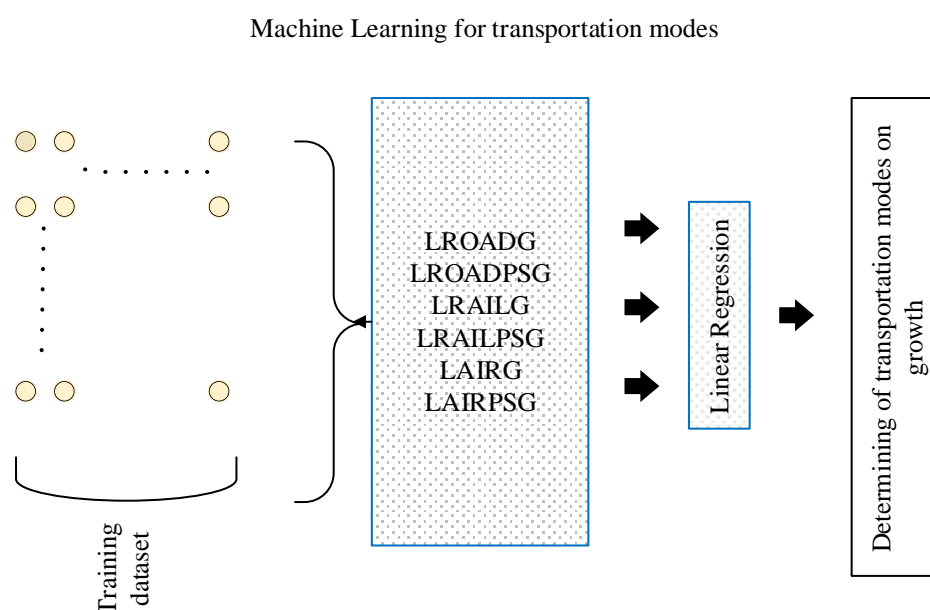 Machine Learning for transportation modes
LROADG
LROADPSG
LRAILG
LRAILPSG
LAIRG
LAIRPSG
Linear Regression
Determining of transportation modes on
growth
Training
dataset